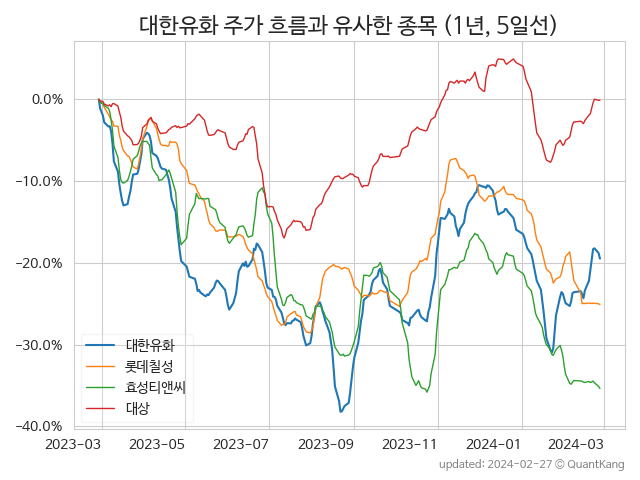 대한유화 주가 흐름과 유사한 종목 (1년, 5일선)
0.0%
−10.0%
−20.0%
−30.0%
−40.0%
대한유화
롯데칠성
효성티앤씨
대상
2023-03
2023-05
2023-07
2023-09
2023-11
2024-01
2024-03
updated: 2024-02-27 © QuantKang